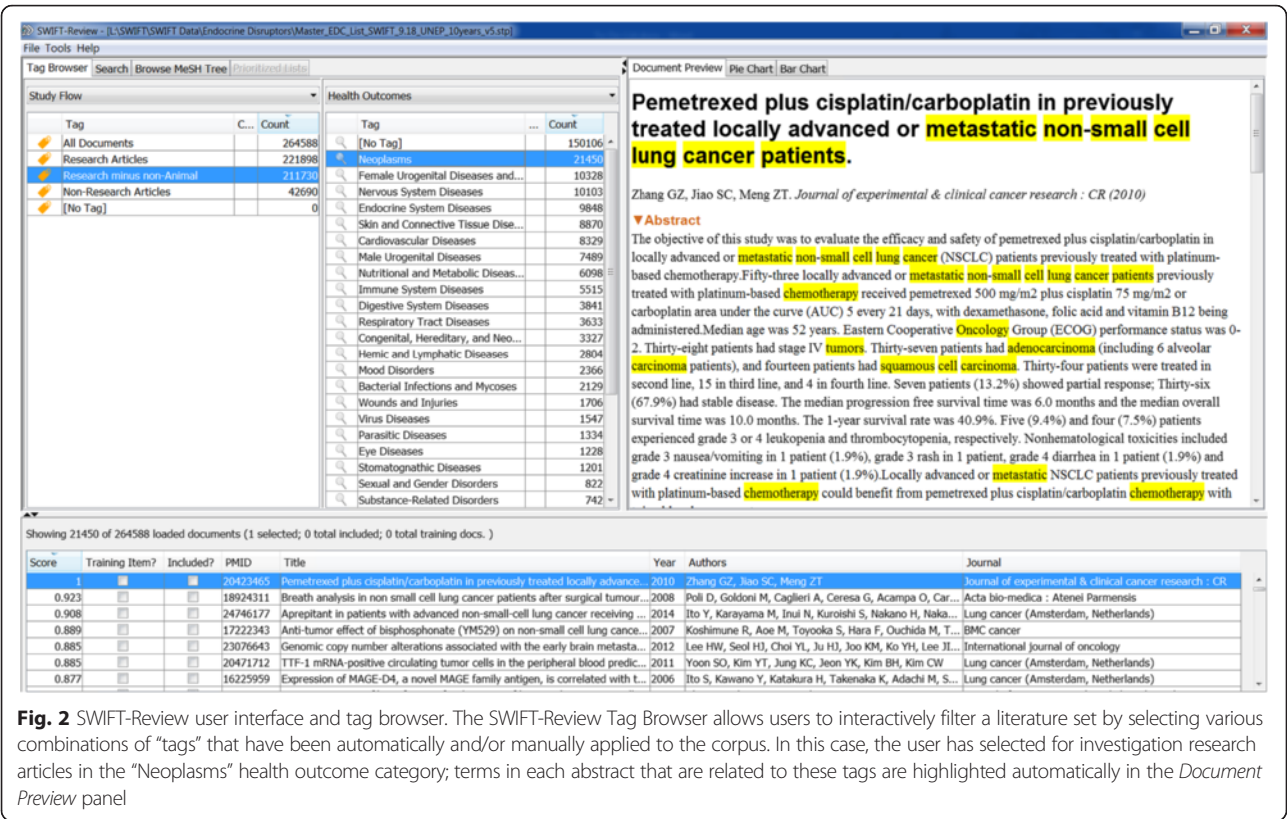 SWIFT-Review - [L:\SWIFT\SWIFT Data\Endocrine Disruptors\Master_EDC_List_SWIFT_9.18_UNEP_10years_v5.stp]
File Tools Help
Tag Browser Search Browse MeSH Tree Prioritized Lists
Study Flow
Tag C... Count
All Documents 264588
Research Articles 221898
Research minus non-Animal 211730
Non-Research Articles 42690
[No Tag] 0
Health Outcomes
Tag ... Count
[No Tag] 150106
Neoplasms 21450
Female Urogenital Diseases and... 10328
Nervous System Diseases 10103
Endocrine System Diseases 9848
Skin and Connective Tissue Dise... 8870
Cardiovascular Diseases 8329
Male Urogenital Diseases 7489
Nutritional and Metabolic Diseas... 6098
Immune System Diseases 5515
Digestive System Diseases 3841
Respiratory Tract Diseases 3633
Congenital, Hereditary, and Neo... 3327
Hemic and Lymphatic Diseases 2804
Mood Disorders 2366
Bacterial Infections and Mycoses 2129
Wounds and Injuries 1706
Virus Diseases 1547
Parasitic Diseases 1334
Eye Diseases 1228
Stomatognathic Diseases 1201
Sexual and Gender Disorders 822
Substance-Related Disorders 742
Document Preview Pie Chart Bar Chart
Pemetrexed plus cisplatin/carboplatin in previously
treated locally advanced or metastatic non-small cell
lung cancer patients.
Zhang GZ, Jiao SC, Meng ZT. Journal of experimental & clinical cancer research : CR (2010)
▼Abstract
The objective of this study was to evaluate the efficacy and safety of pemetrexed plus cisplatin/carboplatin in
locally advanced or metastatic non-small cell lung cancer (NSCLC) patients previously treated with platinum-
based chemotherapy.Fifty-three locally advanced or metastatic non-small cell lung cancer patients previously
treated with platinum-based chemotherapy received pemetrexed 500 mg/m2 plus cisplatin 75 mg/m2 or
carboplatin area under the curve (AUC) 5 every 21 days, with dexamethasone, folic acid and vitamin B12 being
administered.Median age was 52 years. Eastern Cooperative Oncology Group (ECOG) performance status was 0-
2. Thirty-eight patients had stage IV tumors. Thirty-seven patients had adenocarcinoma (including 6 alveolar
carcinoma patients), and fourteen patients had squamous cell carcinoma. Thirty-four patients were treated in
second line, 15 in third line, and 4 in fourth line. Seven patients (13.2%) showed partial response; Thirty-six
(67.9%) had stable disease. The median progression free survival time was 6.0 months and the median overall
survival time was 10.0 months. The 1-year survival rate was 40.9%. Five (9.4%) and four (7.5%) patients
experienced grade 3 or 4 leukopenia and thrombocytopenia, respectively. Nonhematological toxicities included
grade 3 nausea/vomiting in 1 patient (1.9%), grade 3 rash in 1 patient, grade 4 diarrhea in 1 patient (1.9%) and
grade 4 creatinine increase in 1 patient (1.9%).Locally advanced or metastatic NSCLC patients previously treated
with platinum-based chemotherapy could benefit from pemetrexed plus cisplatin/carboplatin chemotherapy with
Showing 21450 of 264588 loaded documents (1 selected; 0 total included; 0 total training docs. )
Score Training Item? Included? PMID Title Year Authors Journal
1 20423465 Pemetrexed plus cisplatin/carboplatin in previously treated locally advance... 2010 Zhang GZ, Jiao SC, Meng ZT Journal of experimental & clinical cancer research : CR
0.923 18924311 Breath analysis in non small cell lung cancer patients after surgical tumour... 2008 Poli D, Goldoni M, Caglieri A, Ceresa G, Acampa O, Car... Acta bio-medica : Atenei Parmensis
0.908 24746177 Aprepitant in patients with advanced non-small-cell lung cancer receiving ... 2014 Ito Y, Karayama M, Inui N, Kuroishi S, Nakano H, Naka... Lung cancer (Amsterdam, Netherlands)
0.889 17222343 Anti-tumor effect of bisphosphonate (YM529) on non-small cell lung cance... 2007 Koshimune R, Aoe M, Toyooka S, Hara F, Ouchida M, T... BMC cancer
0.885 23076643 Genomic copy number alterations associated with the early brain metasta... 2012 Lee HW, Seol HJ, Choi YL, Ju HJ, Joo KM, Ko YH, Lee JI... International journal of oncology
0.885 20471712 TTF-1 mRNA-positive circulating tumor cells in the peripheral blood predic... 2011 Yoon SO, Kim YT, Jung KC, Jeon YK, Kim BH, Kim CW Lung cancer (Amsterdam, Netherlands)
0.877 16225959 Expression of MAGE-D4, a novel MAGE family antigen, is correlated with t... 2006 Ito S, Kawano Y, Katakura H, Takenaka K, Adachi M, S... Lung cancer (Amsterdam, Netherlands)
Fig. 2 SWIFT-Review user interface and tag browser. The SWIFT-Review Tag Browser allows users to interactively filter a literature set by selecting various
combinations of “tags” that have been automatically and/or manually applied to the corpus. In this case, the user has selected for investigation research
articles in the “Neoplasms” health outcome category; terms in each abstract that are related to these tags are highlighted automatically in the Document
Preview panel